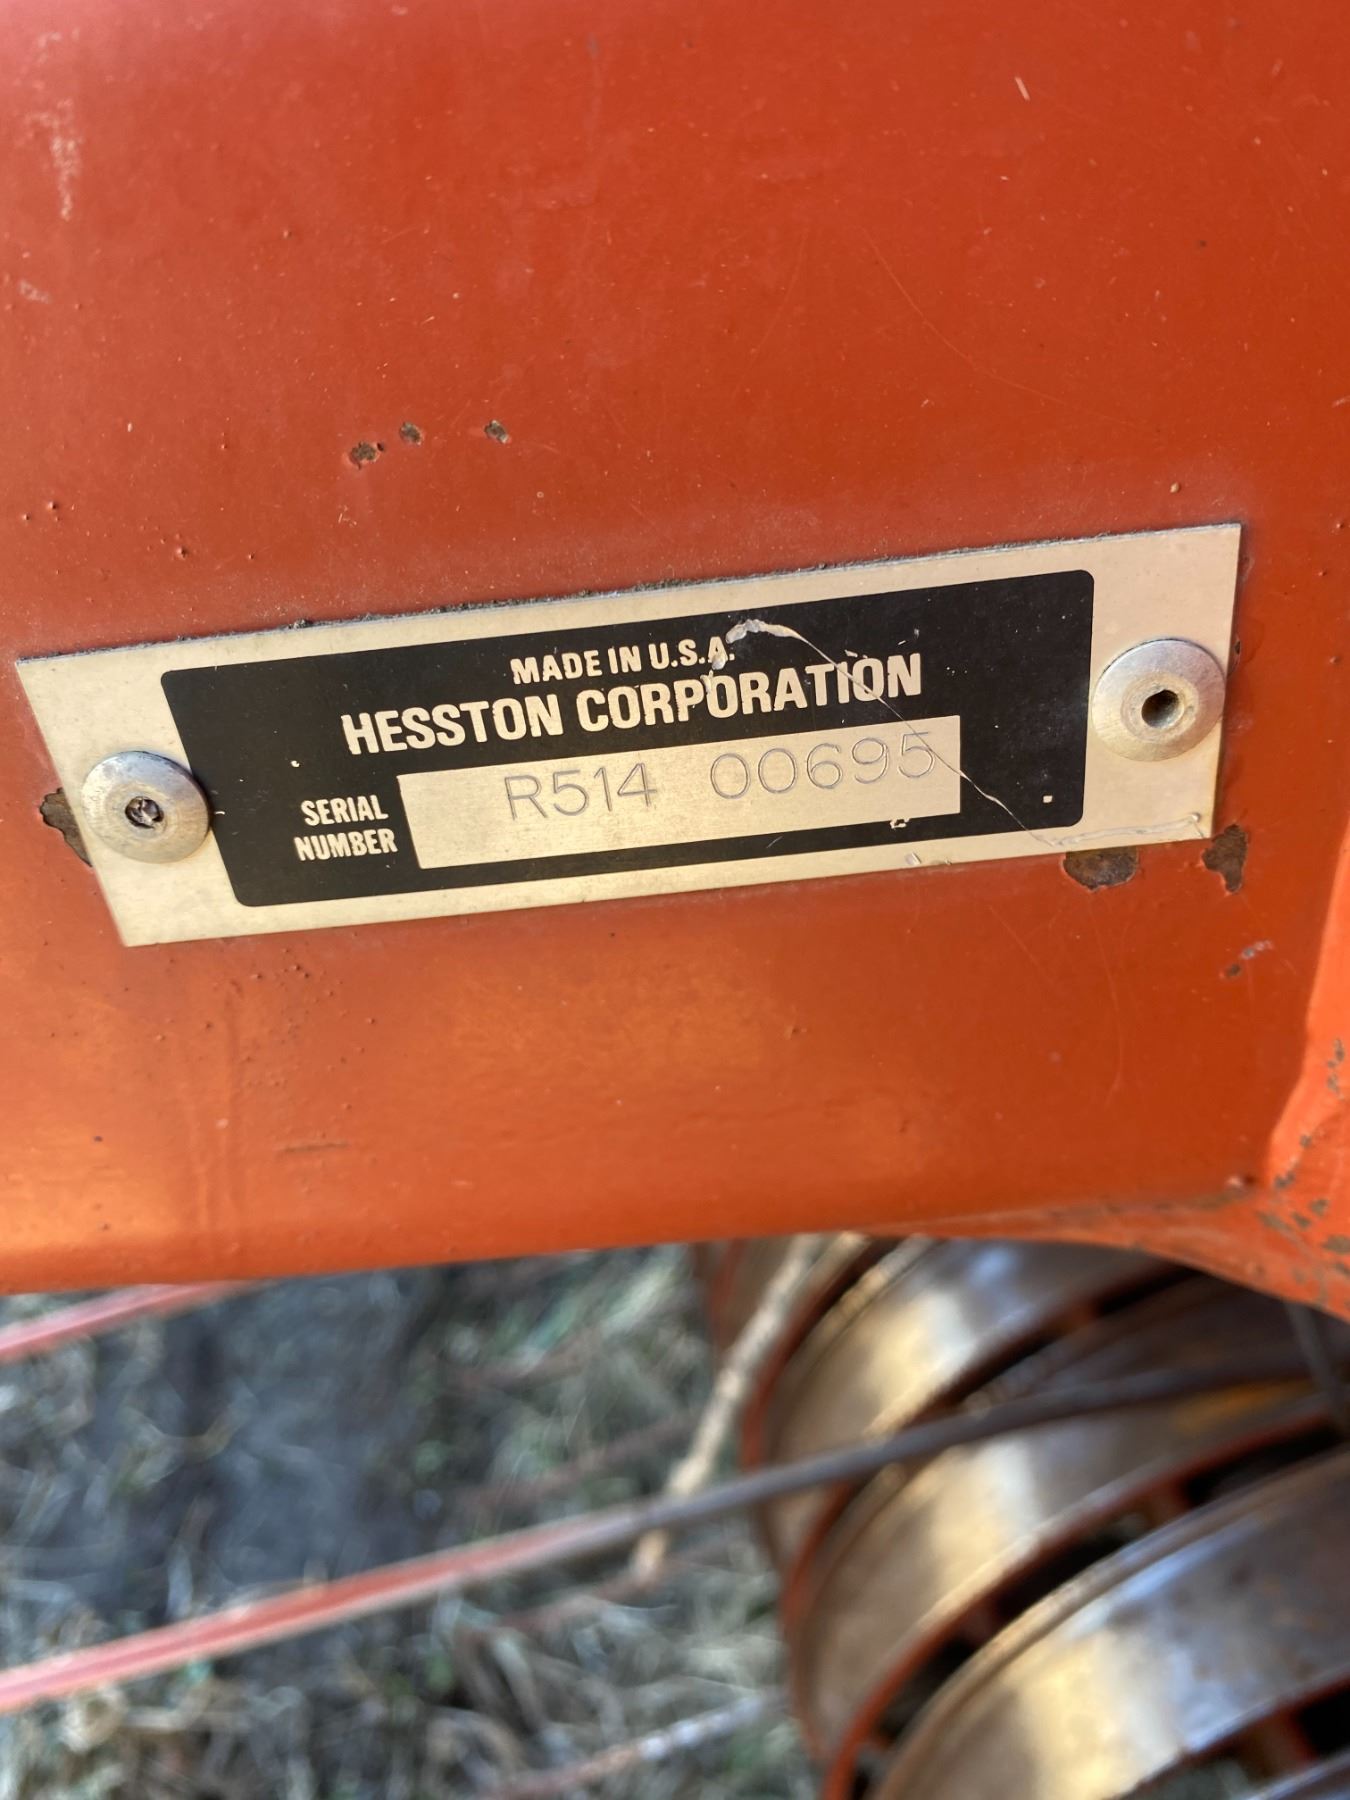 MADE IN U.S.A.
HESSTON CORPORATION
SERIAL NUMBER R514 00695